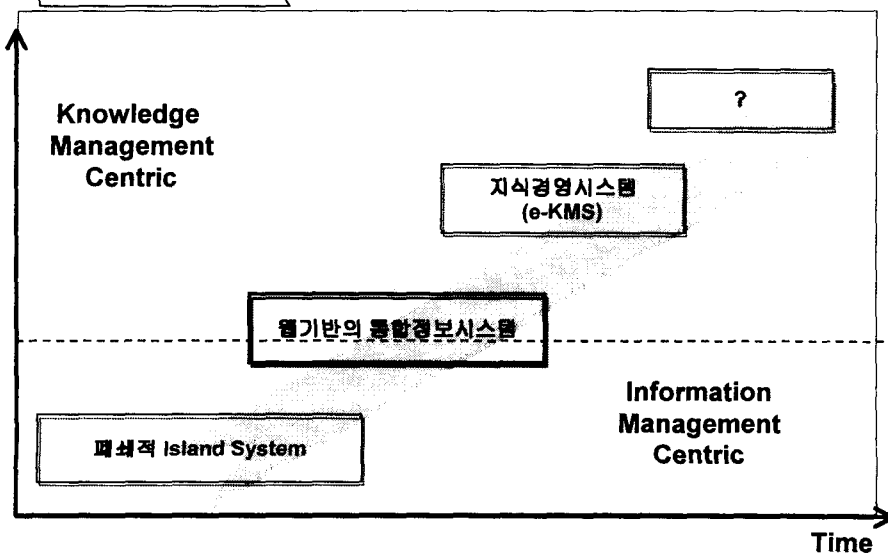 ?
Knowledge
Management
Centric
지식경영시스템
(e-KMS)
웹기반의 통합정보시스템
Information
Management
Centric
폐쇄적 Island System
Time